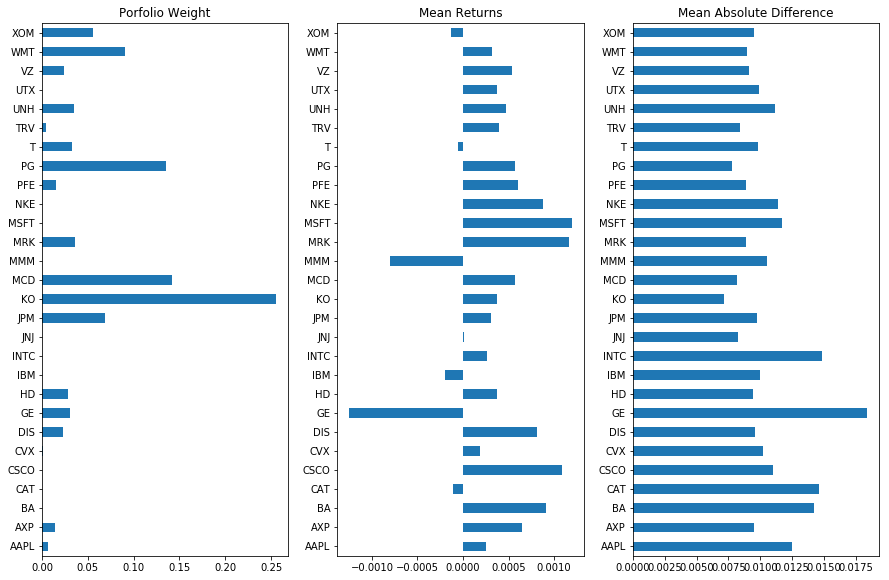 Porfolio Weight
XOM
WMT
VZ
UTX
UNH
TRV
T
PG
PFE
NKE
MSFT
MRK
MMM
MCD
KO
JPM
JNJ
INTC
IBM
HD
GE
DIS
CVX
CSCO
CAT
BA
AXP
AAPL
0.00 0.05 0.10 0.15 0.20 0.25
Mean Returns
XOM
WMT
VZ
UTX
UNH
TRV
T
PG
PFE
NKE
MSFT
MRK
MMM
MCD
KO
JPM
JNJ
INTC
IBM
HD
GE
DIS
CVX
CSCO
CAT
BA
AXP
AAPL
−0.0010 −0.0005 0.0000 0.0005 0.0010
Mean Absolute Difference
XOM
WMT
VZ
UTX
UNH
TRV
T
PG
PFE
NKE
MSFT
MRK
MMM
MCD
KO
JPM
JNJ
INTC
IBM
HD
GE
DIS
CVX
CSCO
CAT
BA
AXP
AAPL
0.0000 0.0025 0.0050 0.0075 0.0100 0.0125 0.0150 0.0175